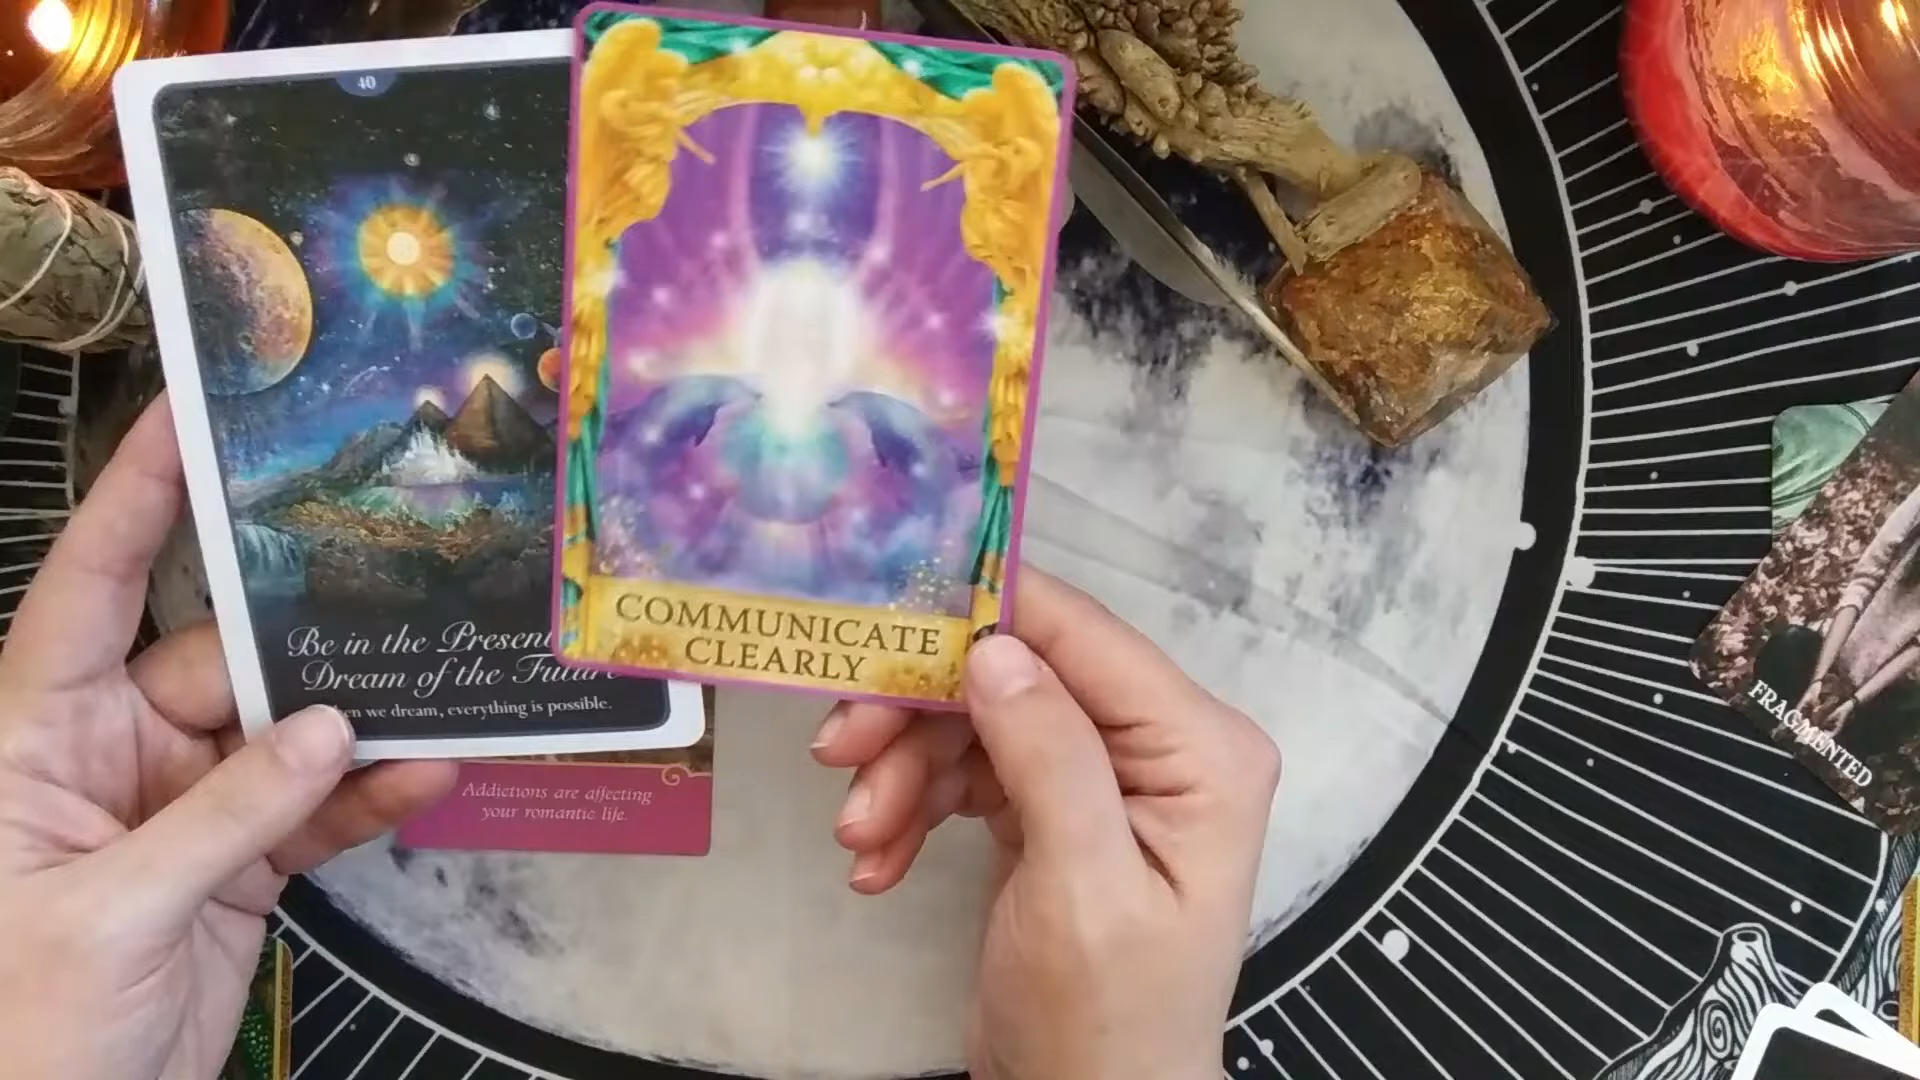 40
Be in the Present
Dream of the Future
en we dream, everything is possible.
COMMUNICATE
CLEARLY
Addictions are affecting
your romantic life.
FRAGMENTED